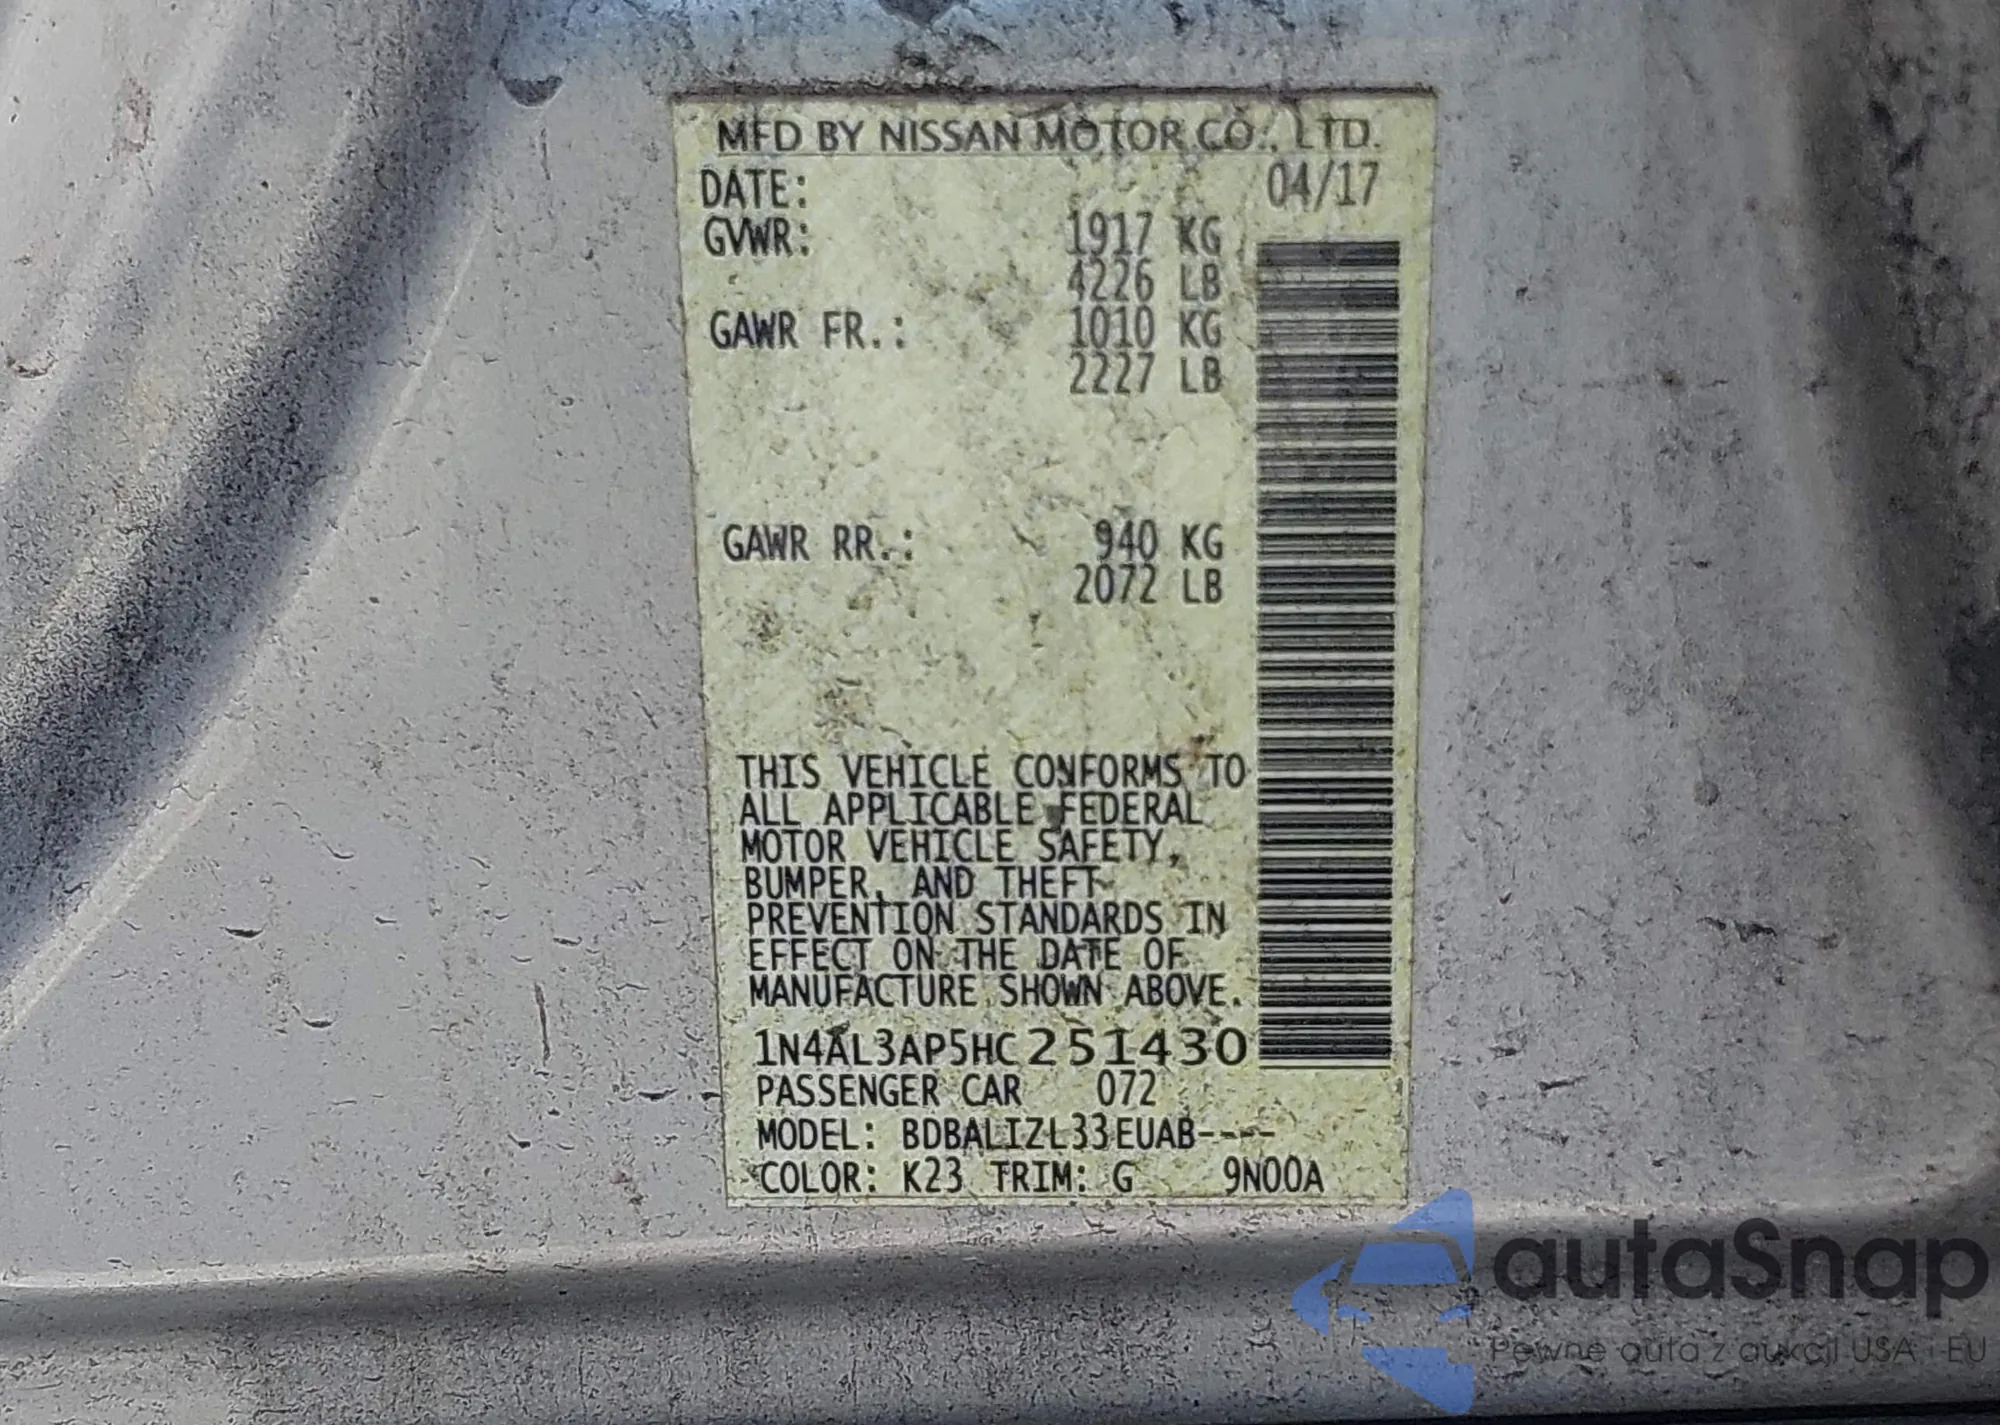 MFD BY NISSAN MOTOR CO., LTD.
DATE: 04/17
GVWR: 1917 KG
4226 LB
GAWR FR.: 1010 KG
2227 LB
GAWR RR.: 940 KG
2072 LB
THIS VEHICLE CONFORMS TO
ALL APPLICABLE FEDERAL
MOTOR VEHICLE SAFETY,
BUMPER, AND THEFT
PREVENTION STANDARDS IN
EFFECT ON THE DATE OF
MANUFACTURE SHOWN ABOVE.
1N4AL3AP5HC251430
PASSENGER CAR 072
MODEL: BDBALIZL33EUAB----
COLOR: K23 TRIM: G 9N00A
autaSnap
Pewne auta z aukcji USA i EU